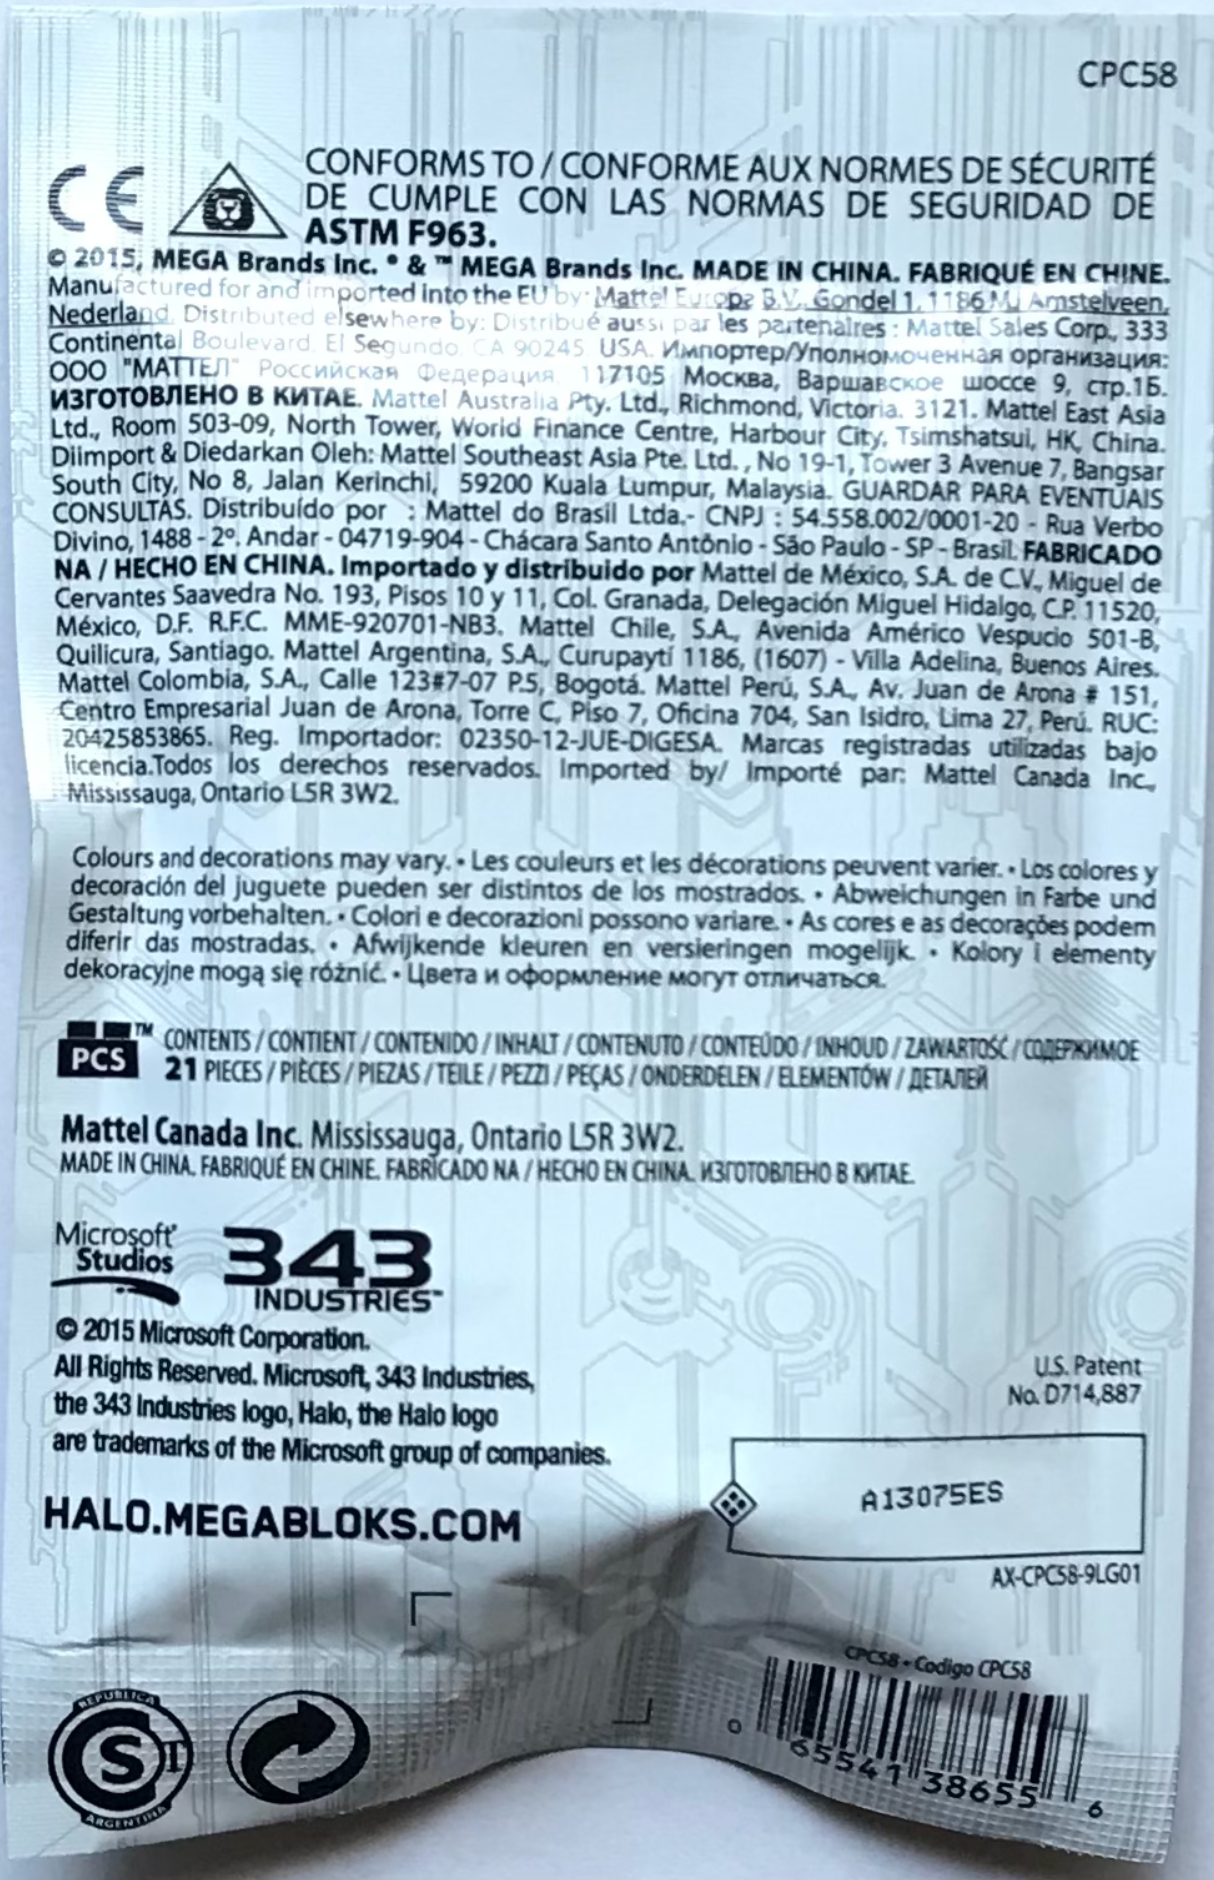 CPC58
CE
CONFORMS TO / CONFORME AUX NORMES DE SÉCURITÉ
DE CUMPLE CON LAS NORMAS DE SEGURIDAD DE
ASTM F963.
© 2015, MEGA Brands Inc. ® & ™ MEGA Brands Inc. MADE IN CHINA. FABRIQUÉ EN CHINE.
Manufactured for and imported into the EU by: Mattel Europa B.V., Gondel 1, 1186 MJ Amstelveen,
Nederland. Distributed elsewhere by: Distribué aussi par les partenaires : Mattel Sales Corp., 333
Continental Boulevard, El Segundo, CA 90245, USA. Импортер/Уполномоченная организация:
ООО "МАТТЕЛ" Российская Федерация, 117105 Москва, Варшавское шоссе 9, стр.1Б.
ИЗГОТОВЛЕНО В КИТАЕ. Mattel Australia Pty. Ltd., Richmond, Victoria. 3121. Mattel East Asia
Ltd., Room 503-09, North Tower, World Finance Centre, Harbour City, Tsimshatsui, HK, China.
Diimport & Diedarkan Oleh: Mattel Southeast Asia Pte. Ltd. , No 19-1, Tower 3 Avenue 7, Bangsar
South City, No 8, Jalan Kerinchi, 59200 Kuala Lumpur, Malaysia. GUARDAR PARA EVENTUAIS
CONSULTAS. Distribuído por : Mattel do Brasil Ltda.- CNPJ : 54.558.002/0001-20 - Rua Verbo
Divino, 1488 - 2º. Andar - 04719-904 - Chácara Santo Antônio - São Paulo - SP - Brasil. FABRICADO
NA / HECHO EN CHINA. Importado y distribuido por Mattel de México, S.A. de C.V., Miguel de
Cervantes Saavedra No. 193, Pisos 10 y 11, Col. Granada, Delegación Miguel Hidalgo, C.P. 11520,
México, D.F. R.F.C. MME-920701-NB3. Mattel Chile, S.A., Avenida Américo Vespucio 501-B,
Quilicura, Santiago. Mattel Argentina, S.A., Curupaytí 1186, (1607) - Villa Adelina, Buenos Aires.
Mattel Colombia, S.A., Calle 123#7-07 P.5, Bogotá. Mattel Perú, S.A., Av. Juan de Arona # 151,
Centro Empresarial Juan de Arona, Torre C, Piso 7, Oficina 704, San Isidro, Lima 27, Perú. RUC:
20425853865. Reg. Importador: 02350-12-JUE-DIGESA. Marcas registradas utilizadas bajo
licencia.Todos los derechos reservados. Imported by/ Importé par: Mattel Canada Inc.,
Mississauga, Ontario L5R 3W2.
Colours and decorations may vary. • Les couleurs et les décorations peuvent varier. • Los colores y
decoración del juguete pueden ser distintos de los mostrados. • Abweichungen in Farbe und
Gestaltung vorbehalten. • Colori e decorazioni possono variare. • As cores e as decorações podem
diferir das mostradas. • Afwijkende kleuren en versieringen mogelijk. • Kolory i elementy
dekoracyjne mogą się różnić. • Цвета и оформление могут отличаться.
PCS ™ CONTENTS / CONTIENT / CONTENIDO / INHALT / CONTENUTO / CONTEÚDO / INHOUD / ZAWARTOŚĆ / СОДЕРЖИМОЕ
21 PIECES / PIÈCES / PIEZAS / TEILE / PEZZI / PEÇAS / ONDERDELEN / ELEMENTÓW / ДЕТАЛЕЙ
Mattel Canada Inc. Mississauga, Ontario L5R 3W2.
MADE IN CHINA. FABRIQUÉ EN CHINE. FABRICADO NA / HECHO EN CHINA. ИЗГОТОВЛЕНО В КИТАЕ.
Microsoft®
Studios
343
INDUSTRIES™
© 2015 Microsoft Corporation.
All Rights Reserved. Microsoft, 343 Industries,
the 343 Industries logo, Halo, the Halo logo
are trademarks of the Microsoft group of companies.
U.S. Patent
No. D714,887
HALO.MEGABLOKS.COM
A13075ES
AX-CPC58-9LG01
CPC58 • Codigo CPC58
0 65541 38655 6
REPUBLICA
S T
ARGENTINA